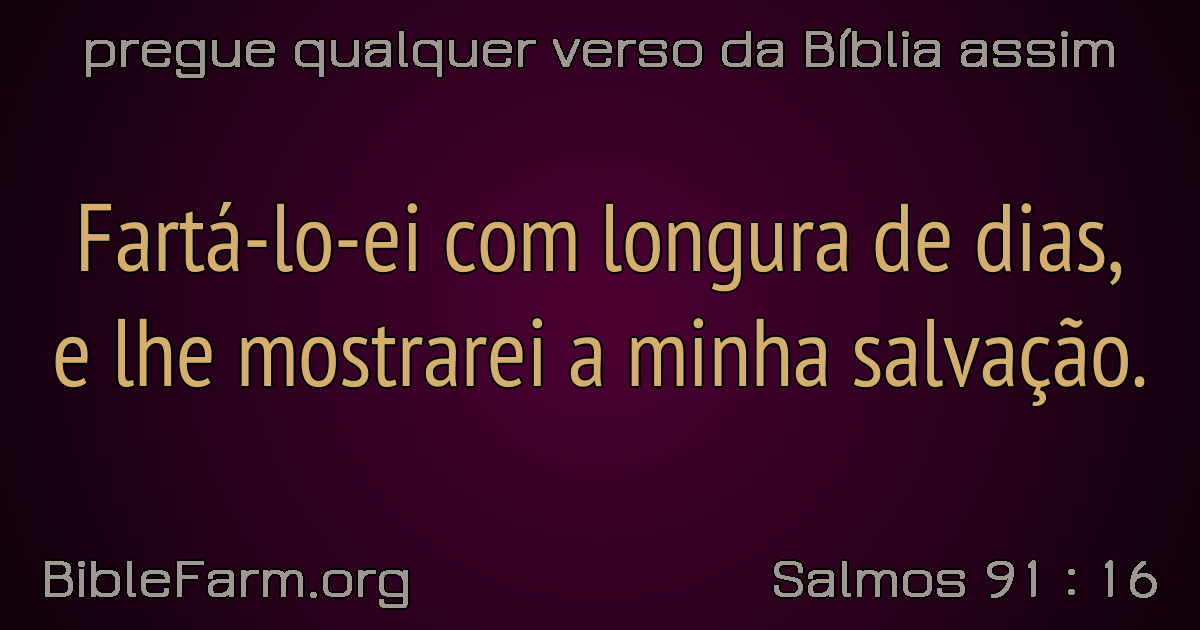 pregue qualquer verso da Bíblia assim
Fartá-lo-ei com longura de dias,
e lhe mostrarei a minha salvação.
BibleFarm.org
Salmos 91 : 16